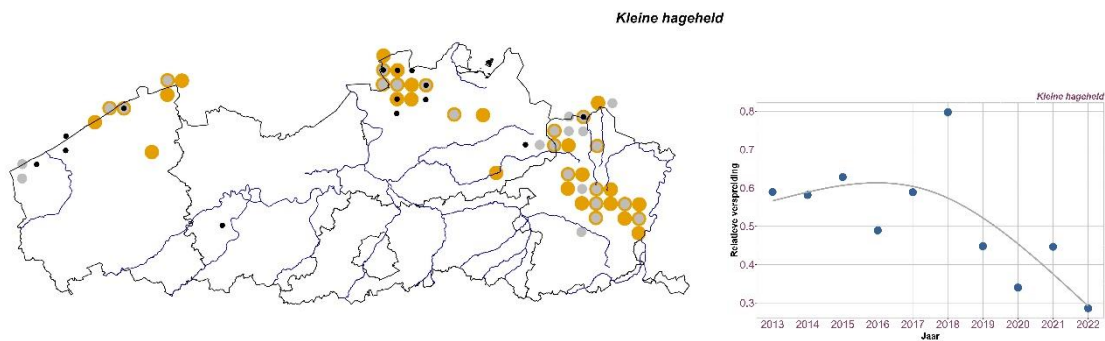 Kleine hageheld
Kleine hageheld
Relatieve verspreiding
0.8
0.7
0.6
0.5
0.4
0.3
2013 2014 2015 2016 2017 2018 2019 2020 2021 2022
Jaar